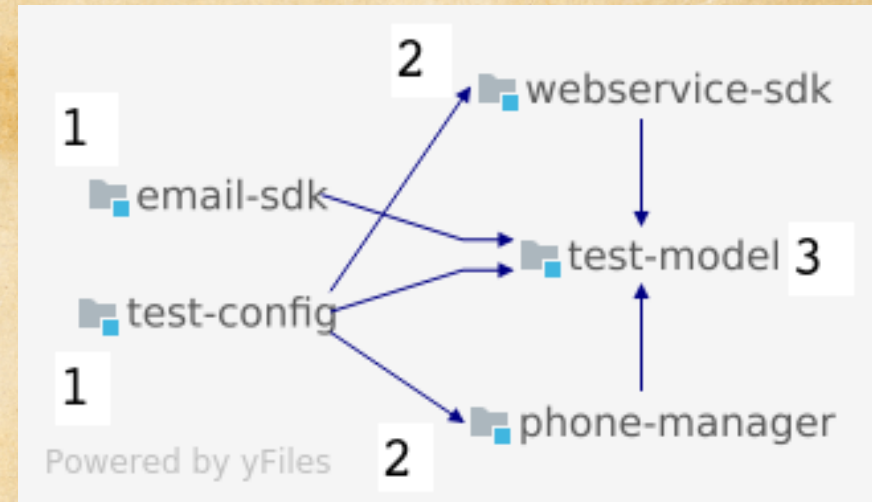 2
webservice-sdk
1
email-sdk
test-model 3
test-config
1
phone-manager
2
Powered by yFiles